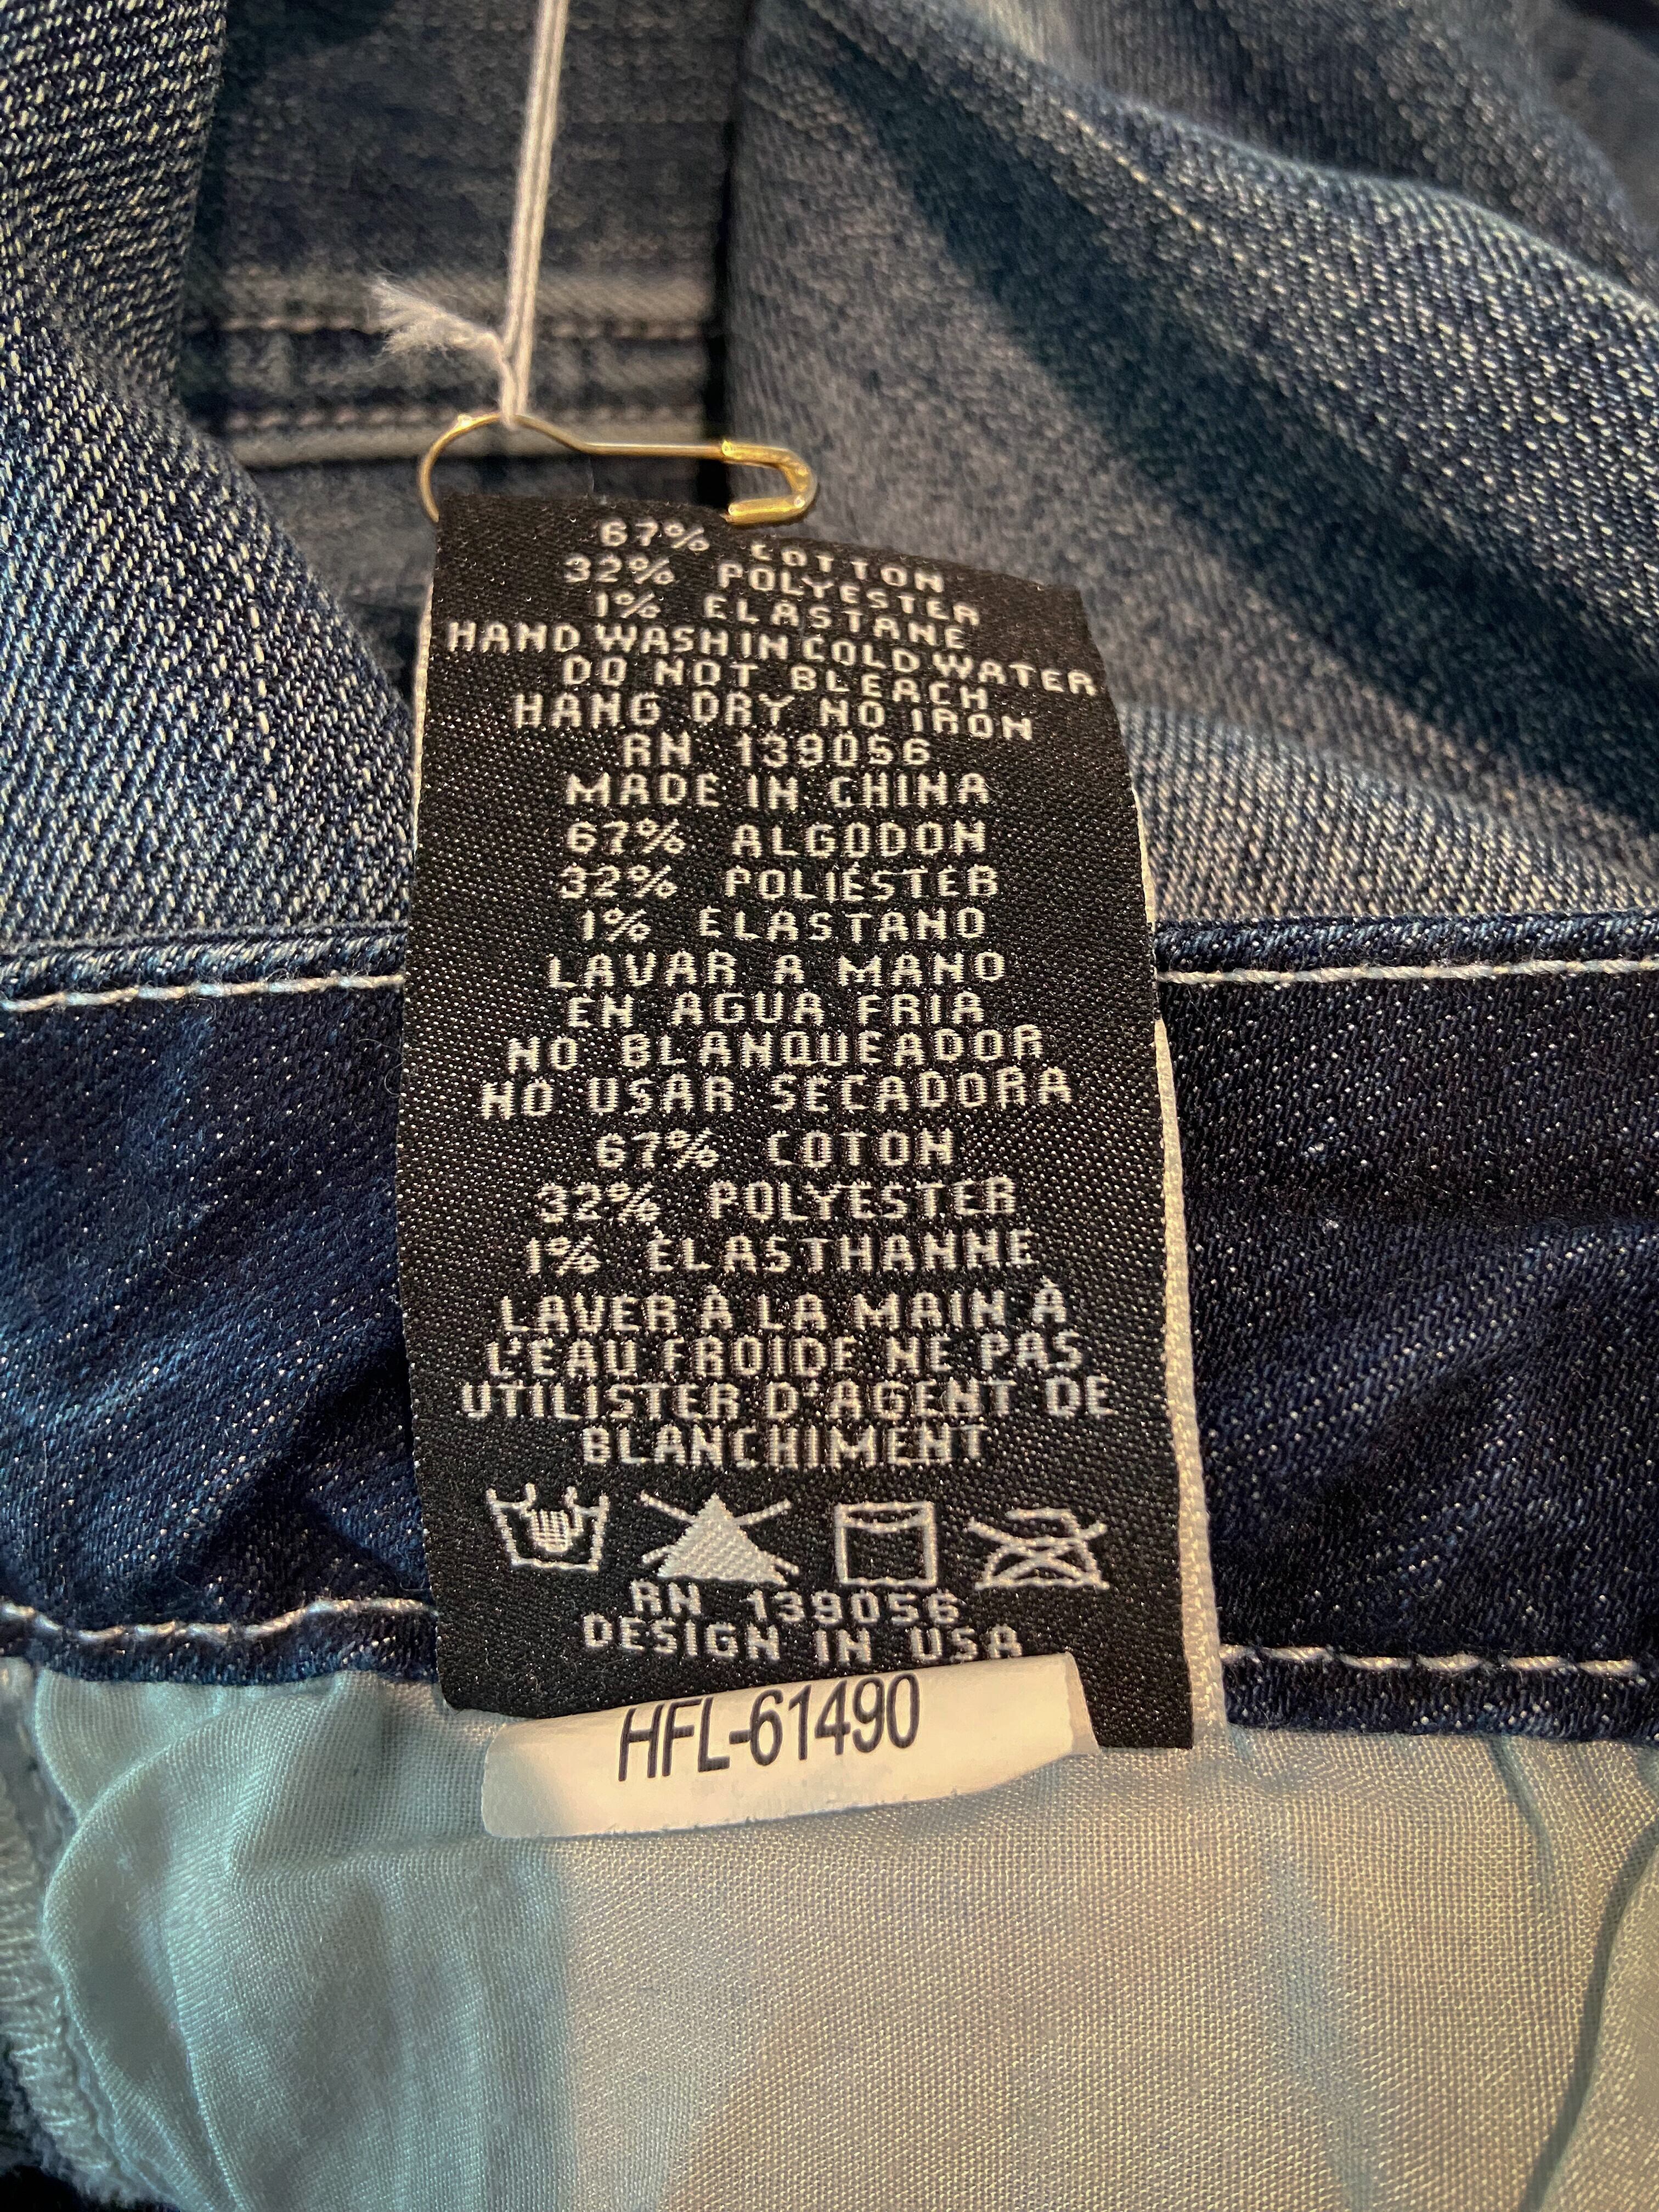 67% COTTON
32% POLYESTER
1% ELASTANE
HAND WASH IN COLD WATER
DO NOT BLEACH
HANG DRY NO IRON
RN 139056
MADE IN CHINA
67% ALGODON
32% POLIÉSTER
1% ELASTANO
LAVAR A MANO
EN AGUA FRIA
NO BLANQUEADOR
NO USAR SECADORA
67% COTON
32% POLYESTER
1% ÉLASTHANNE
LAVER À LA MAIN À
L'EAU FROIDE NE PAS
UTILISTER D'AGENT DE
BLANCHIMENT
RN 139056
DESIGN IN USA
HFL-61490